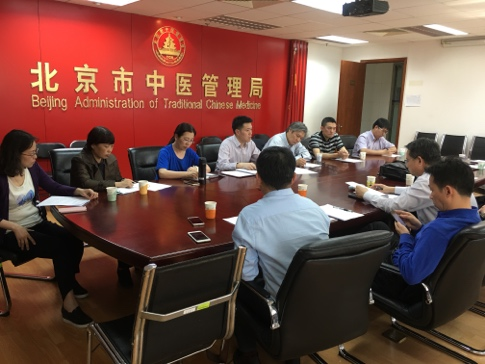 北京市中医管理局
Beijing Administration of Traditional Chinese Medicine